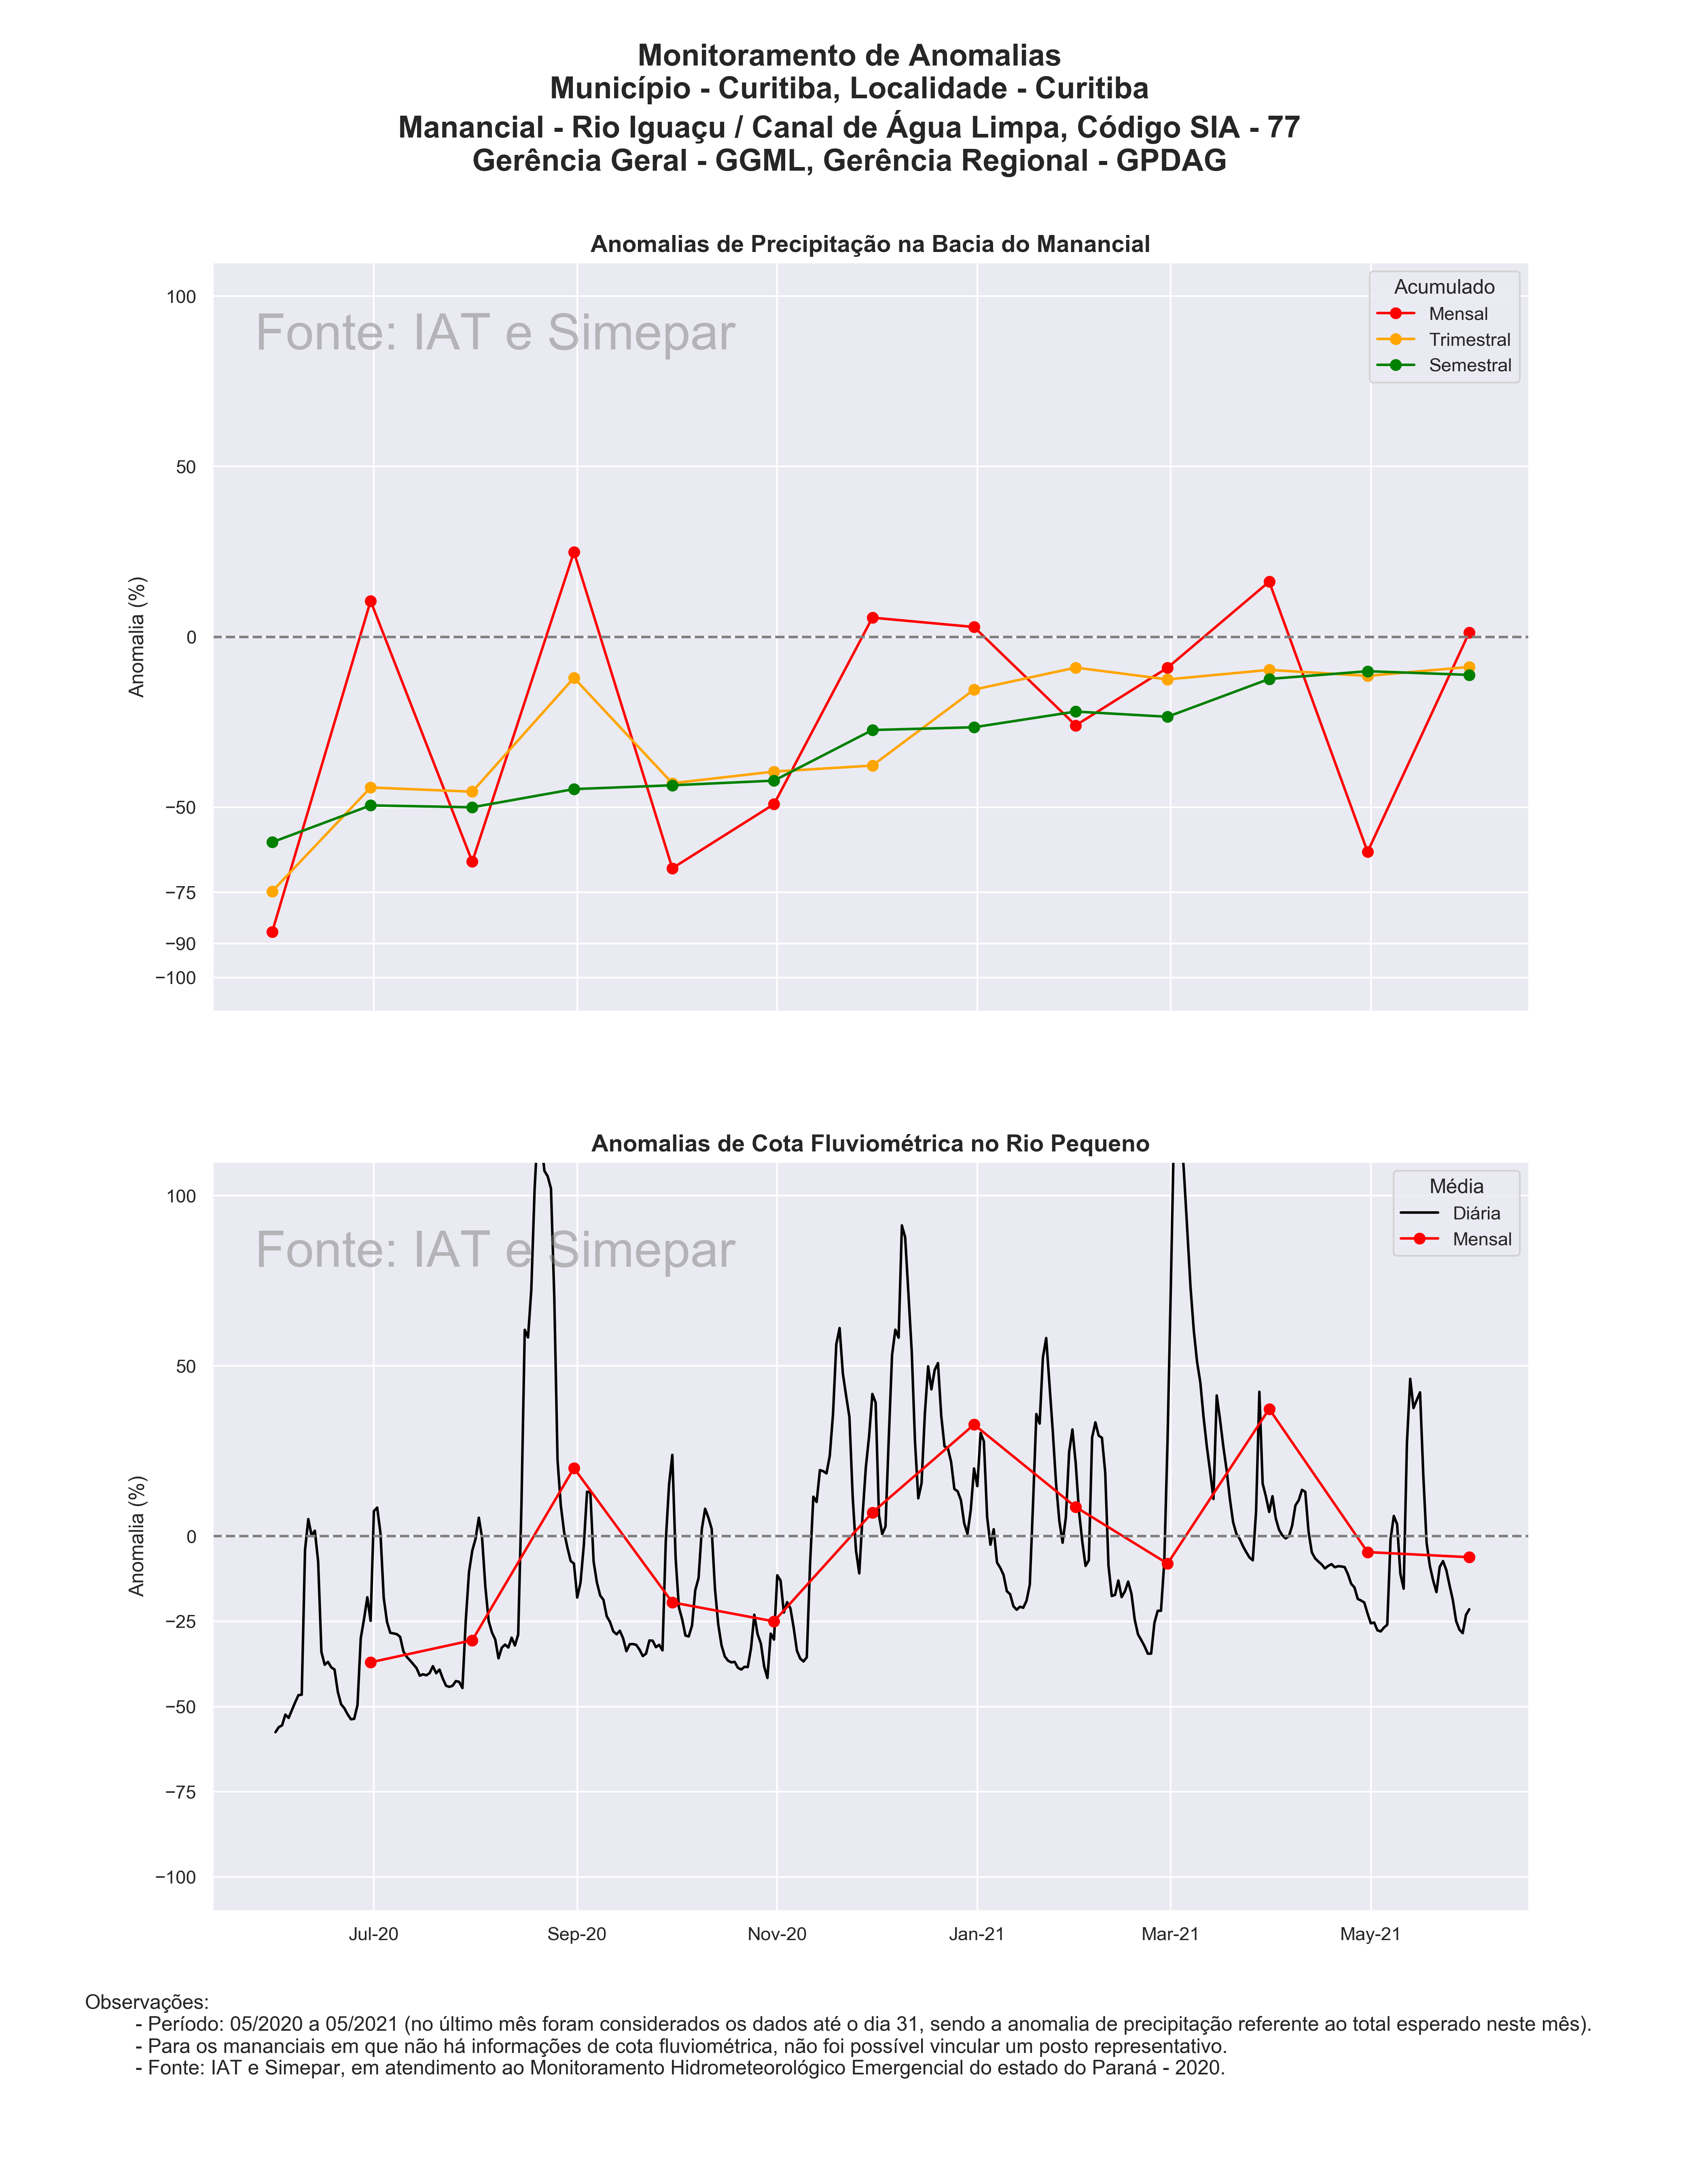 Monitoramento de Anomalias
Município - Curitiba, Localidade - Curitiba
Manancial - Rio Iguaçu / Canal de Água Limpa, Código SIA - 77
Gerência Geral - GGML, Gerência Regional - GPDAG
Anomalias de Precipitação na Bacia do Manancial
Fonte: IAT e Simepar
Acumulado
Mensal
Trimestral
Semestral
Anomalia (%)
100
50
0
−50
−75
−90
−100
Anomalias de Cota Fluviométrica no Rio Pequeno
Fonte: IAT e Simepar
Média
Diária
Mensal
Anomalia (%)
100
50
0
−25
−50
−75
−100
Jul-20 Sep-20 Nov-20 Jan-21 Mar-21 May-21
Observações:
- Período: 05/2020 a 05/2021 (no último mês foram considerados os dados até o dia 31, sendo a anomalia de precipitação referente ao total esperado neste mês).
- Para os mananciais em que não há informações de cota fluviométrica, não foi possível vincular um posto representativo.
- Fonte: IAT e Simepar, em atendimento ao Monitoramento Hidrometeorológico Emergencial do estado do Paraná - 2020.